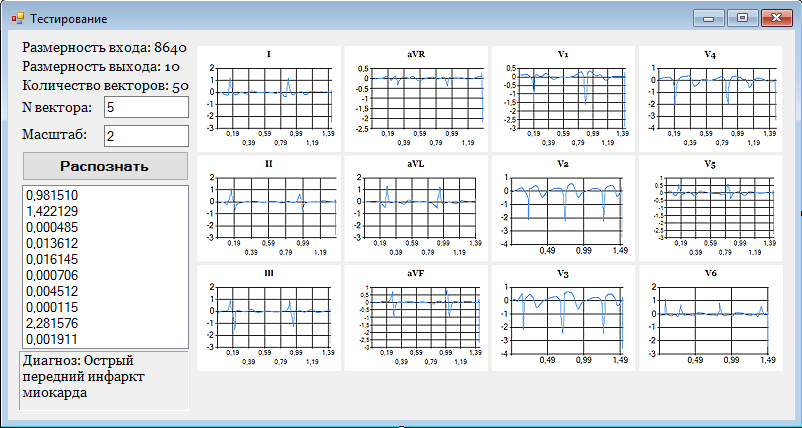 Тестирование
Размерность входа: 8640
Размерность выхода: 10
Количество векторов: 50
N вектора: 5
Масштаб: 2
Распознать
0,981510
1,422129
0,000485
0,013612
0,016145
0,000706
0,004512
0,000115
2,281576
0,001911
Диагноз: Острый
передний инфаркт
миокарда
I
2
1
0
-1
-2
-3
0,19 0,59 0,99 1,39
0,39 0,79 1,19
aVR
0,5
0
-0,5
-1
-1,5
-2
-2,5
0,19 0,59 0,99 1,39
0,39 0,79 1,19
V1
0,5
0
-0,5
-1
-1,5
-2
-2,5
-3
0,19 0,59 0,99 1,39
0,39 0,79 1,19
V4
1
0
-1
-2
-3
-4
0,19 0,59 0,99 1,39
0,39 0,79 1,19
II
2
1
0
-1
-2
-3
0,19 0,59 0,99 1,39
0,39 0,79 1,19
aVL
2
1
0
-1
-2
-3
0,19 0,59 0,99 1,39
0,39 0,79 1,19
V2
1
0
-1
-2
-3
-4
0,49 0,99 1,49
V5
1
0,5
0
-0,5
-1
-1,5
-2
-2,5
-3
0,19 0,59 0,99 1,39
0,39 0,79 1,19
III
2
1
0
-1
-2
-3
0,19 0,59 0,99 1,39
0,39 0,79 1,19
aVF
1
0,5
0
-0,5
-1
-1,5
-2
-2,5
-3
0,19 0,59 0,99 1,39
0,39 0,79 1,19
V3
1
0
-1
-2
-3
-4
0,49 0,99 1,49
V6
2
1
0
-1
-2
-3
0,49 0,99 1,49